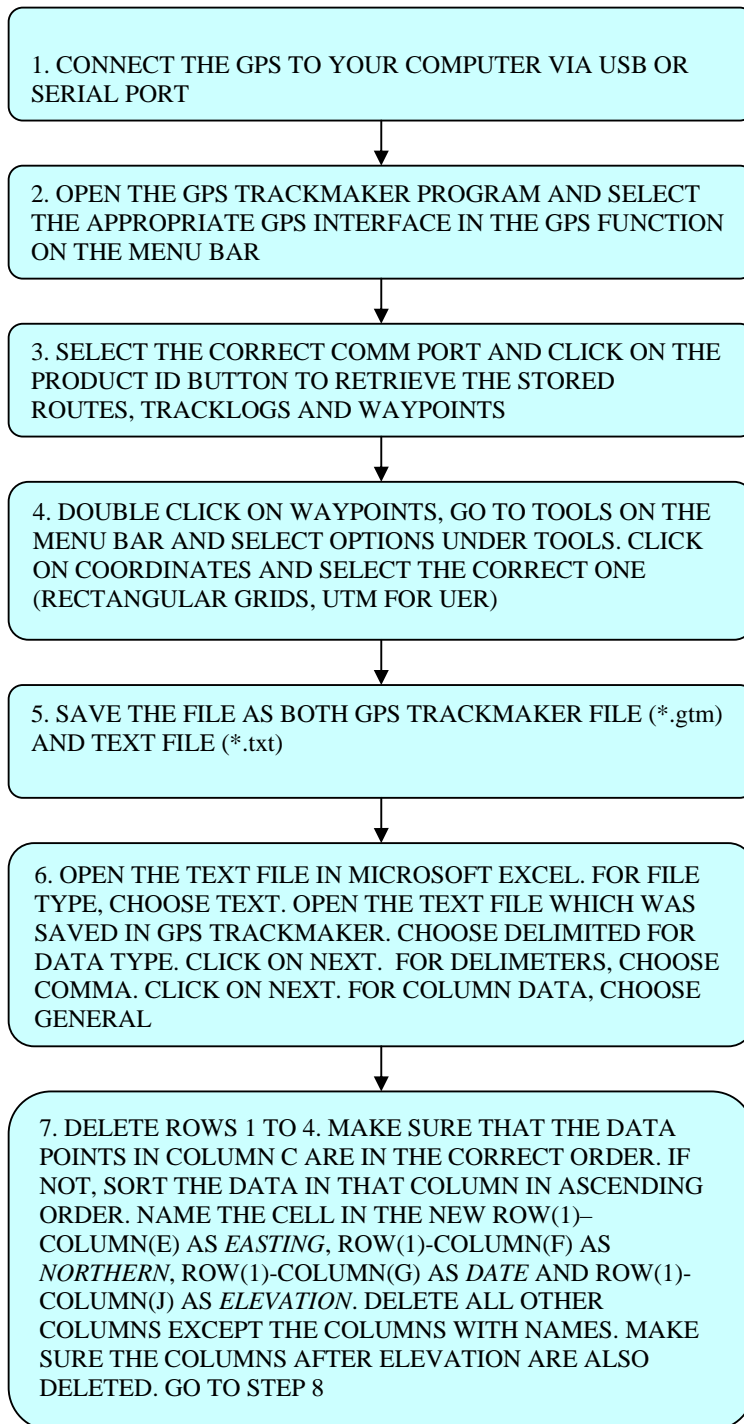 1. CONNECT THE GPS TO YOUR COMPUTER VIA USB OR
SERIAL PORT
2. OPEN THE GPS TRACKMAKER PROGRAM AND SELECT
THE APPROPRIATE GPS INTERFACE IN THE GPS FUNCTION
ON THE MENU BAR
3. SELECT THE CORRECT COMM PORT AND CLICK ON THE
PRODUCT ID BUTTON TO RETRIEVE THE STORED
ROUTES, TRACKLOGS AND WAYPOINTS
4. DOUBLE CLICK ON WAYPOINTS, GO TO TOOLS ON THE
MENU BAR AND SELECT OPTIONS UNDER TOOLS. CLICK
ON COORDINATES AND SELECT THE CORRECT ONE
(RECTANGULAR GRIDS, UTM FOR UER)
5. SAVE THE FILE AS BOTH GPS TRACKMAKER FILE (*.gtm)
AND TEXT FILE (*.txt)
6. OPEN THE TEXT FILE IN MICROSOFT EXCEL. FOR FILE
TYPE, CHOOSE TEXT. OPEN THE TEXT FILE WHICH WAS
SAVED IN GPS TRACKMAKER. CHOOSE DELIMITED FOR
DATA TYPE. CLICK ON NEXT. FOR DELIMETERS, CHOOSE
COMMA. CLICK ON NEXT. FOR COLUMN DATA, CHOOSE
GENERAL
7. DELETE ROWS 1 TO 4. MAKE SURE THAT THE DATA
POINTS IN COLUMN C ARE IN THE CORRECT ORDER. IF
NOT, SORT THE DATA IN THAT COLUMN IN ASCENDING
ORDER. NAME THE CELL IN THE NEW ROW(1)–
COLUMN(E) AS EASTING, ROW(1)-COLUMN(F) AS
NORTHERN, ROW(1)-COLUMN(G) AS DATE AND ROW(1)-
COLUMN(J) AS ELEVATION. DELETE ALL OTHER
COLUMNS EXCEPT THE COLUMNS WITH NAMES. MAKE
SURE THE COLUMNS AFTER ELEVATION ARE ALSO
DELETED. GO TO STEP 8